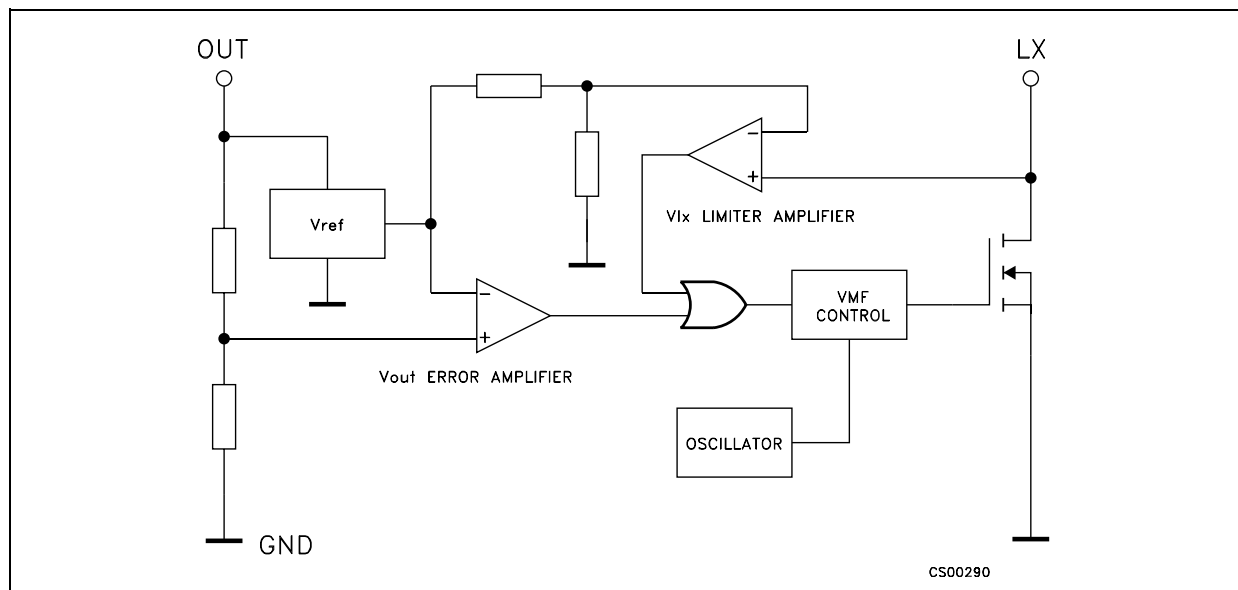 OUT
LX
−
+
Vlx LIMITER AMPLIFIER
Vref
−
+
Vout ERROR AMPLIFIER
VMF
CONTROL
OSCILLATOR
GND
CS00290